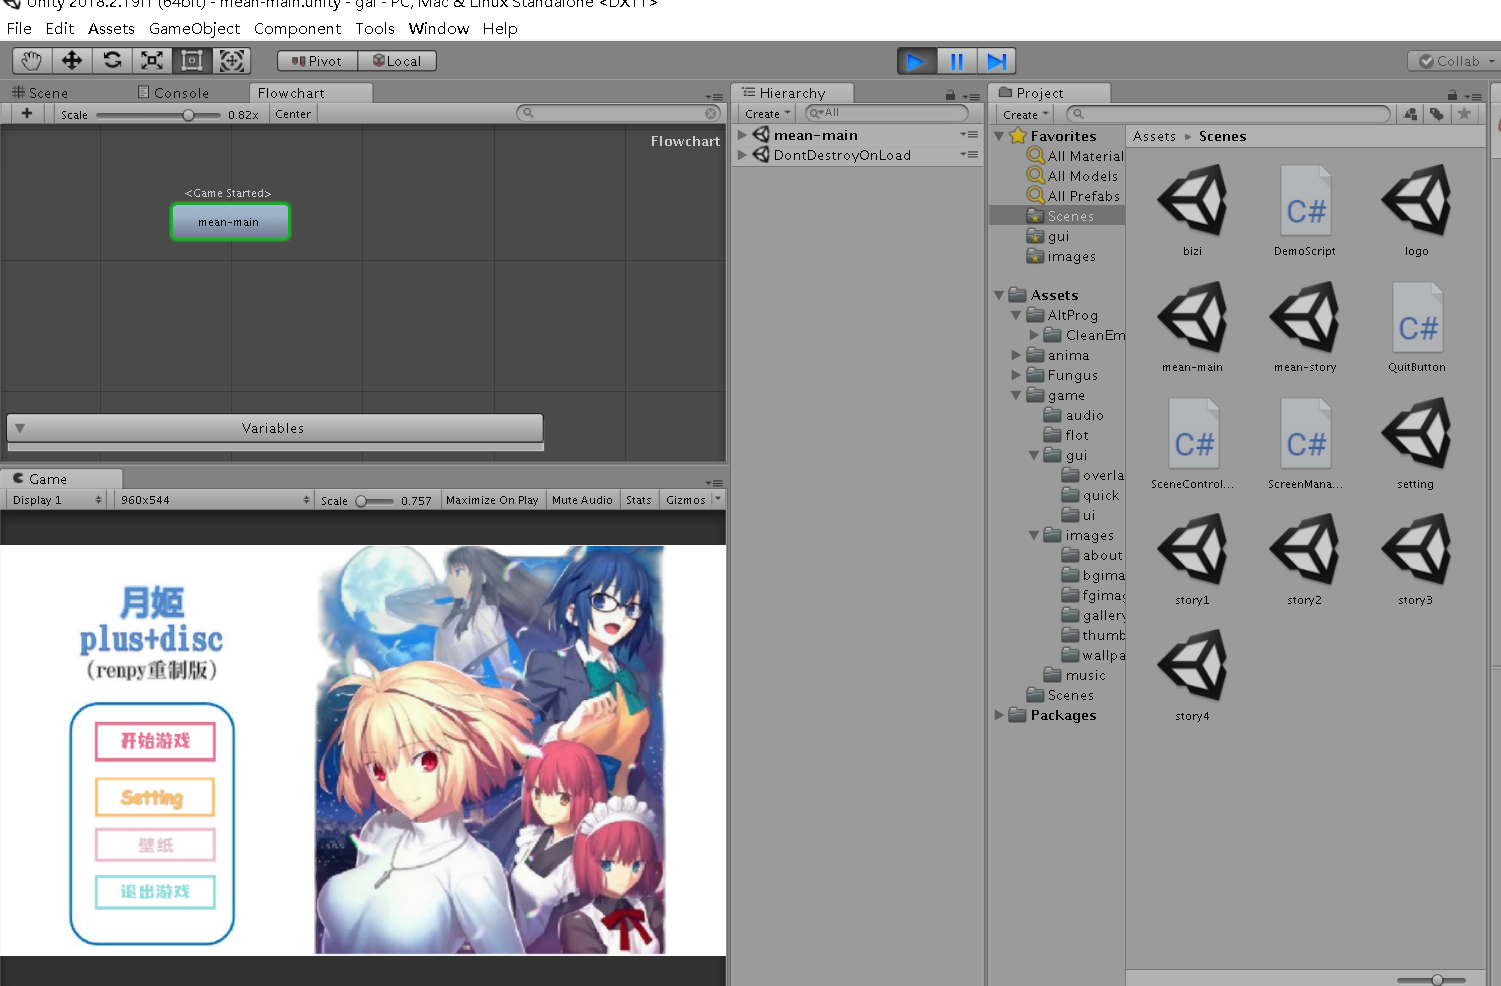 Unity 2018.2.19f1 (64bit) - mean-main.unity - gal - PC, Mac & Linux Standalone <DX11>
File Edit Assets GameObject Component Tools Window Help
Pivot Local Collab
Scene Console Flowchart
Scale 0.82x Center
Flowchart
<Game Started>
mean-main
Variables
Game
Display 1 960x544 Scale 0.757 Maximize On Play Mute Audio Stats Gizmos
月姬
plus+disc
(renpy重制版)
开始游戏
Setting
壁纸
退出游戏
Hierarchy
Create All
mean-main
DontDestroyOnLoad
Project
Create
Favorites
All Material
All Models
All Prefabs
Scenes
gui
images
Assets
AltProg
CleanEm
anima
Fungus
game
audio
flot
gui
overla
quick
ui
images
about
bgima
fgimag
gallery
thumb
wallpa
music
Scenes
Packages
Assets Scenes
bizi DemoScript logo
mean-main mean-story QuitButton
SceneControl... ScreenMana... setting
story1 story2 story3
story4